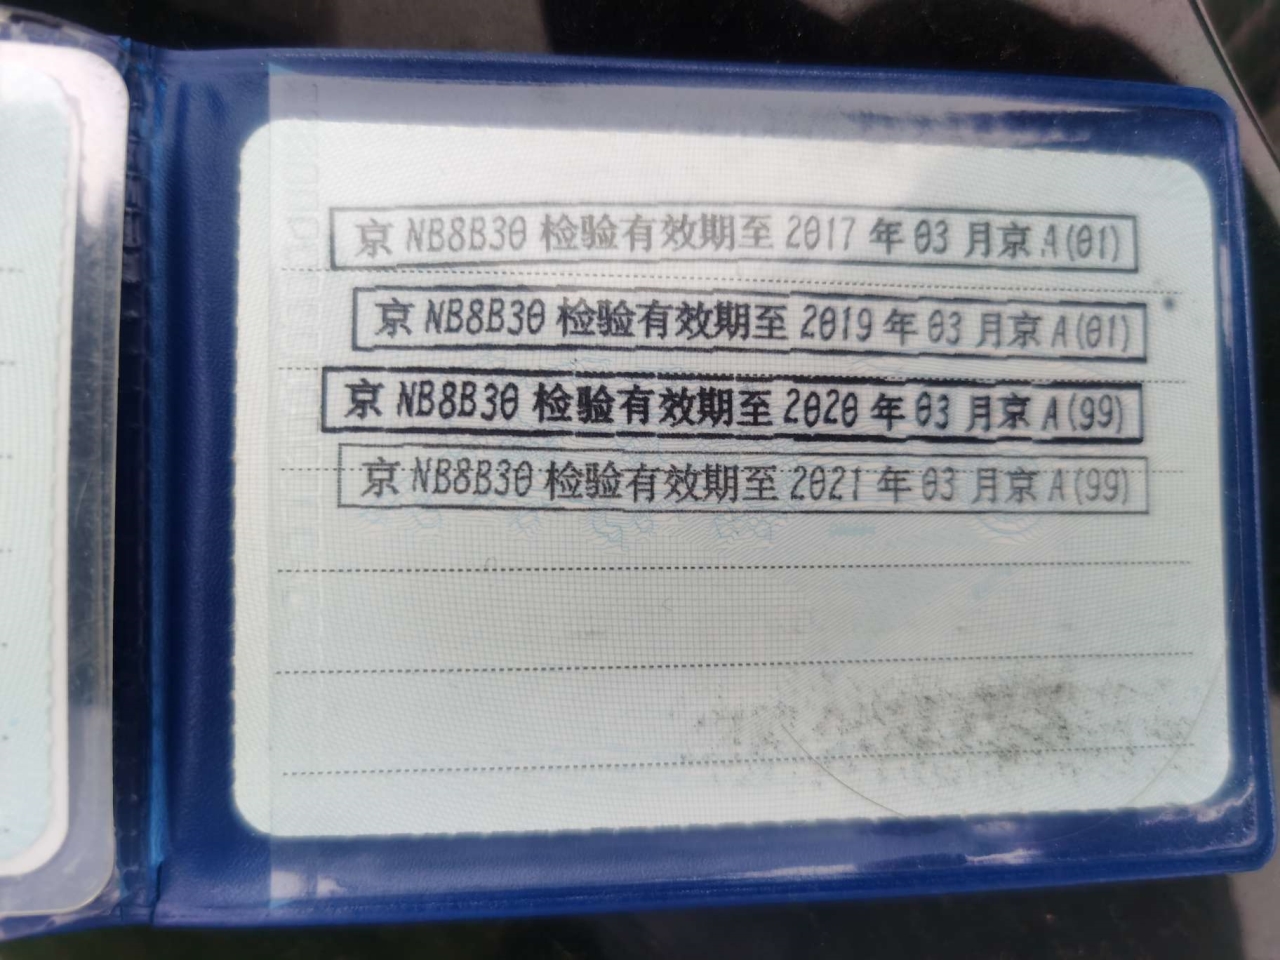 京 NB8B30 检验有效期至 2017 年 03 月京 A(01)
京 NB8B30 检验有效期至 2019 年 03 月京 A(01)
京 NB8B30 检验有效期至 2020 年 03 月京 A(99)
京 NB8B30 检验有效期至 2021 年 03 月京 A(99)